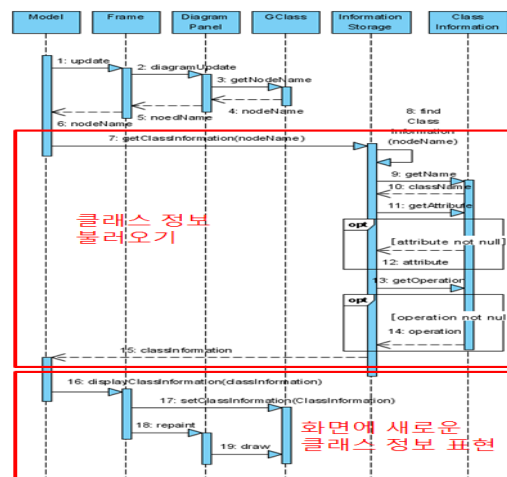 Model
Frame
Diagram
Panel
GClass
Information
Storage
Class
Information
1: update
2: diagramUpdate
3: getNodeName
4: nodeName
5: noedName
6: nodeName
7: getClassInformation(nodeName)
8: find
Class
Information
(nodeName)
9: getName
10: className
11: getAttribute
opt
[attribute not null]
12: attribute
13: getOperation
opt
[operation not nul
14: operation
15: classInformation
클래스 정보
불러오기
16: displayClassInformation(classInformation)
17: setClassInformation(ClassInformation)
18: repaint
19: draw
화면에 새로운
클래스 정보 표현